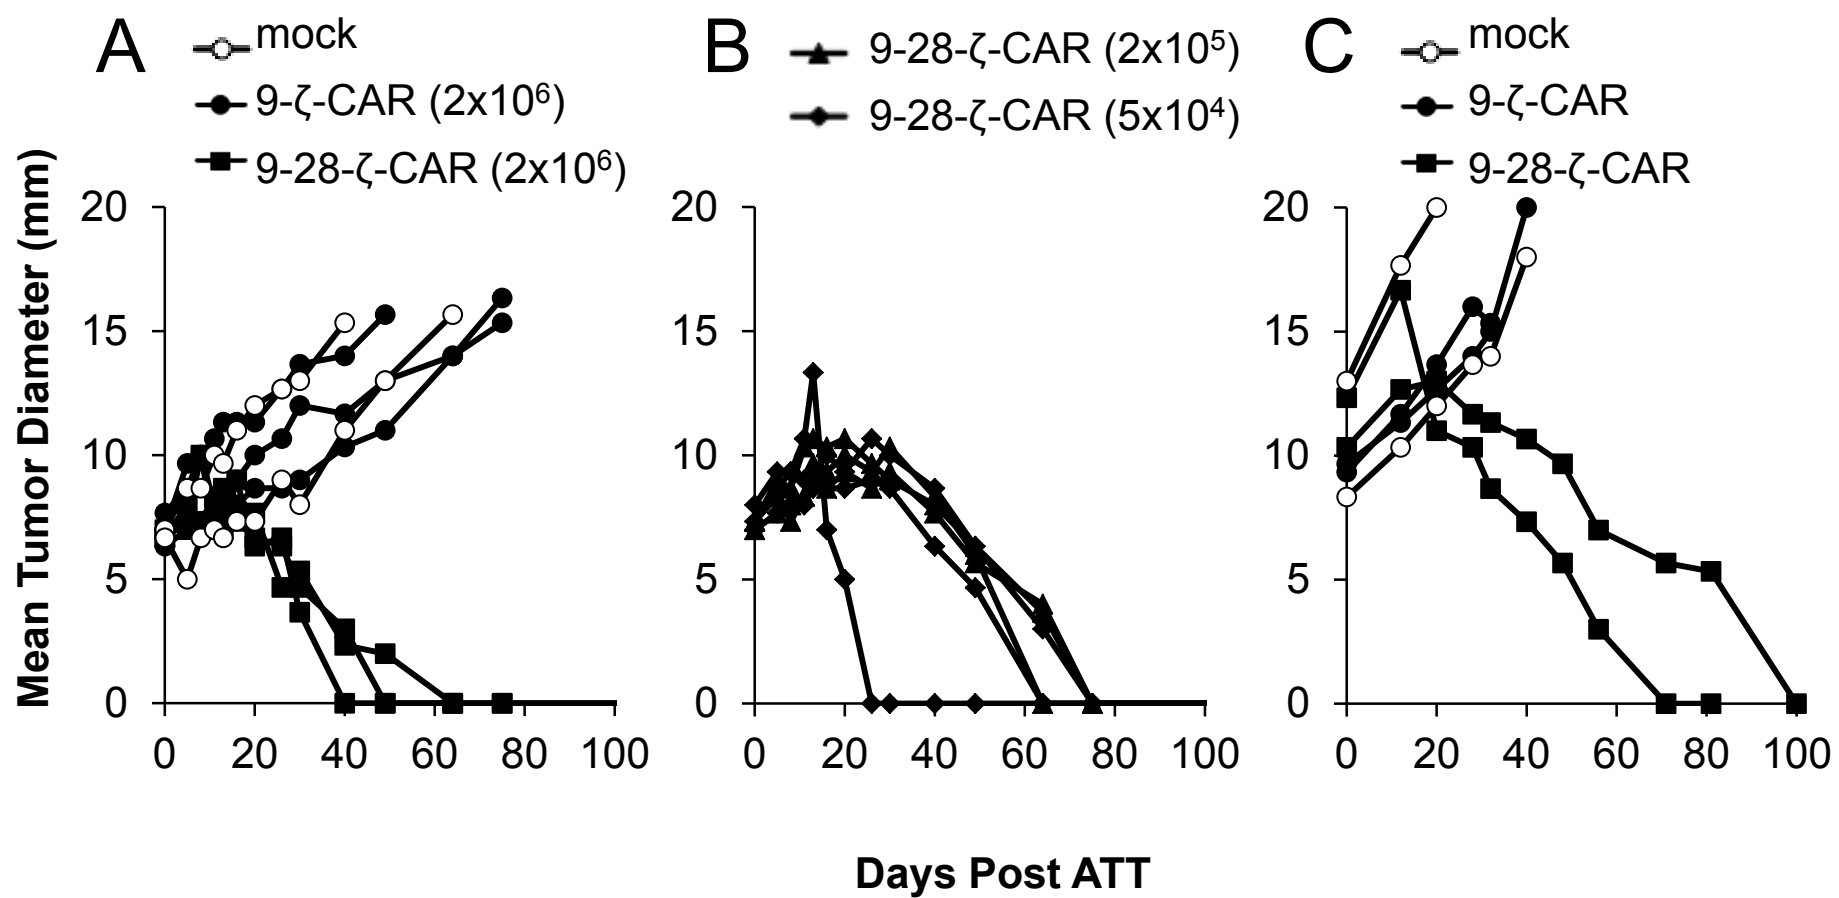 A
mock
9-ζ-CAR (2x10⁶)
9-28-ζ-CAR (2x10⁶)
B
9-28-ζ-CAR (2x10⁵)
9-28-ζ-CAR (5x10⁴)
C
mock
9-ζ-CAR
9-28-ζ-CAR
Mean Tumor Diameter (mm)
20
15
10
5
0
0 20 40 60 80 100
20
15
10
5
0
0 20 40 60 80 100
20
15
10
5
0
0 20 40 60 80 100
Days Post ATT